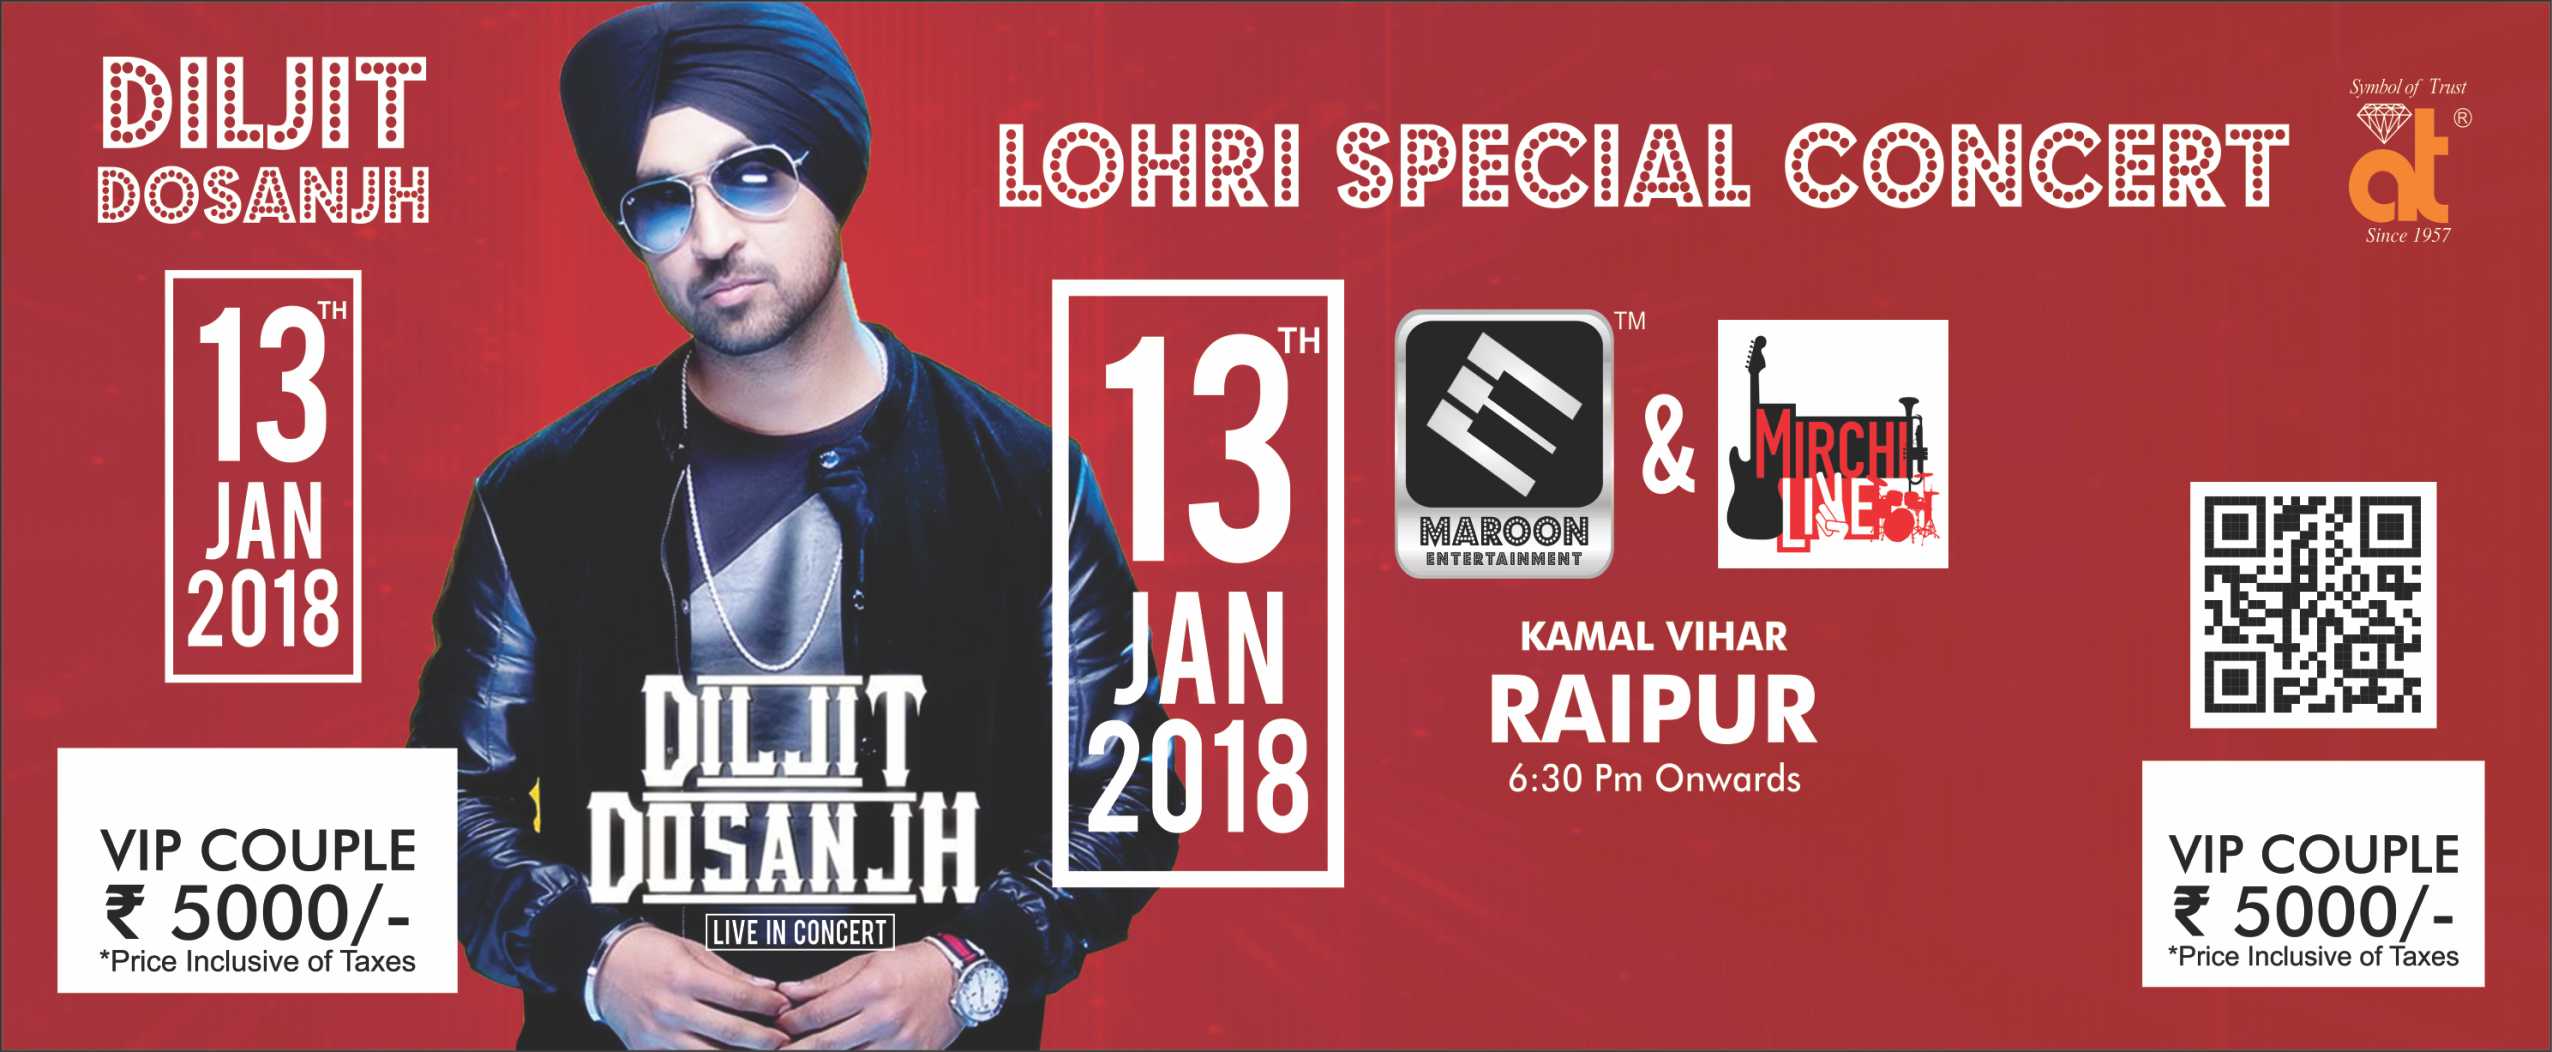 DILJIT
DOSANJH
13TH
JAN
2018
VIP COUPLE
₹ 5000/-
*Price Inclusive of Taxes
DILJIT
DOSANJH
LIVE IN CONCERT
LOHRI SPECIAL CONCERT
13TH
JAN
2018
TM
MAROON
ENTERTAINMENT
&
MIRCHI
LINE
KAMAL VIHAR
RAIPUR
6:30 Pm Onwards
Symbol of Trust
at®
Since 1957
VIP COUPLE
₹ 5000/-
*Price Inclusive of Taxes